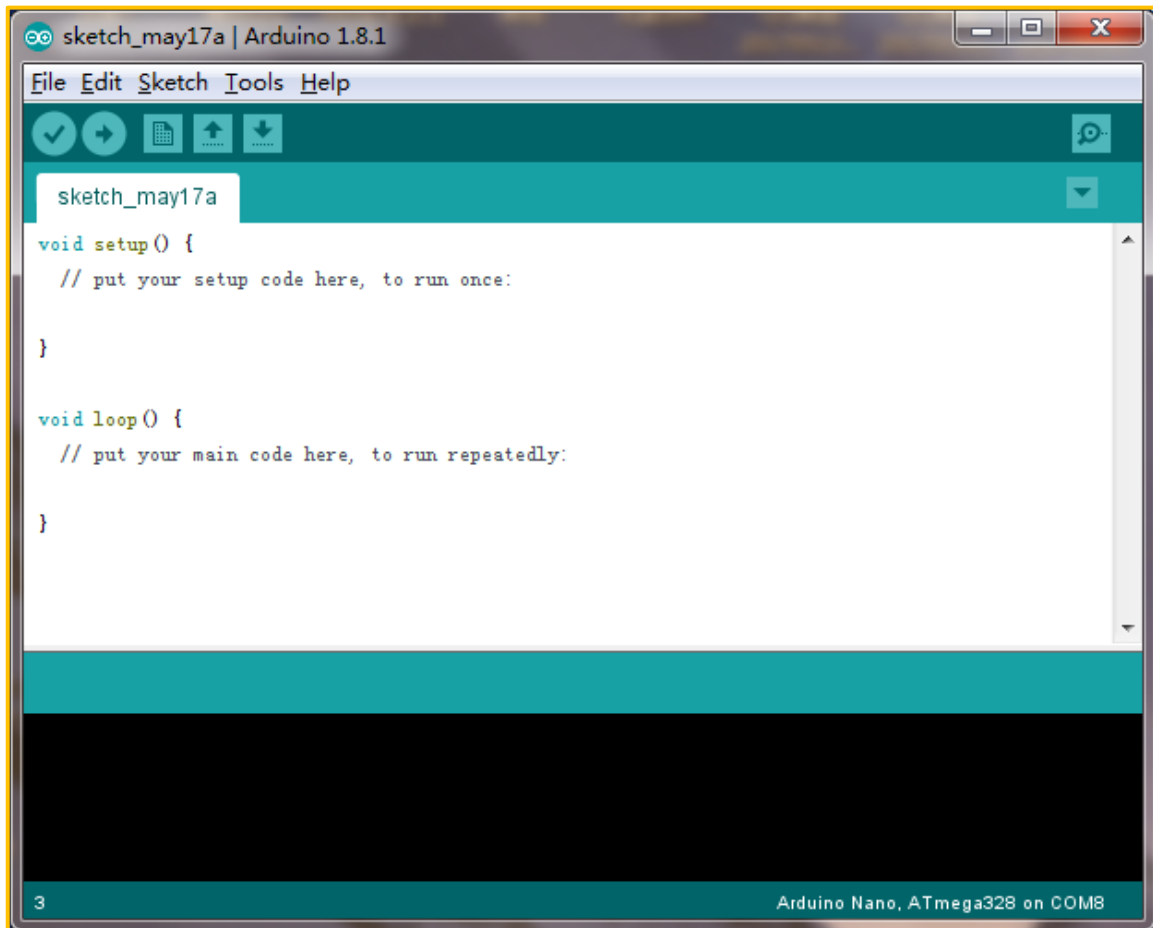 sketch_may17a | Arduino 1.8.1
File Edit Sketch Tools Help
sketch_may17a
void setup() {
  // put your setup code here, to run once:
}
void loop() {
  // put your main code here, to run repeatedly:
}
3 Arduino Nano, ATmega328 on COM8